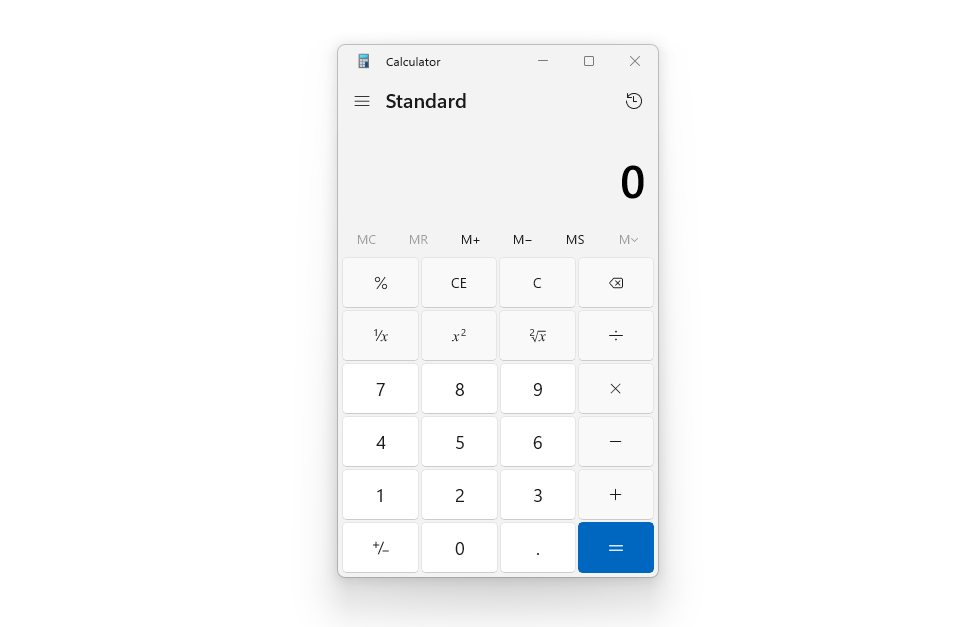 Calculator
Standard
0
MC MR M+ M− MS M
% CE C
¹⁄x x² ²√x ÷
7 8 9 ×
4 5 6 −
1 2 3 +
+/− 0 . =